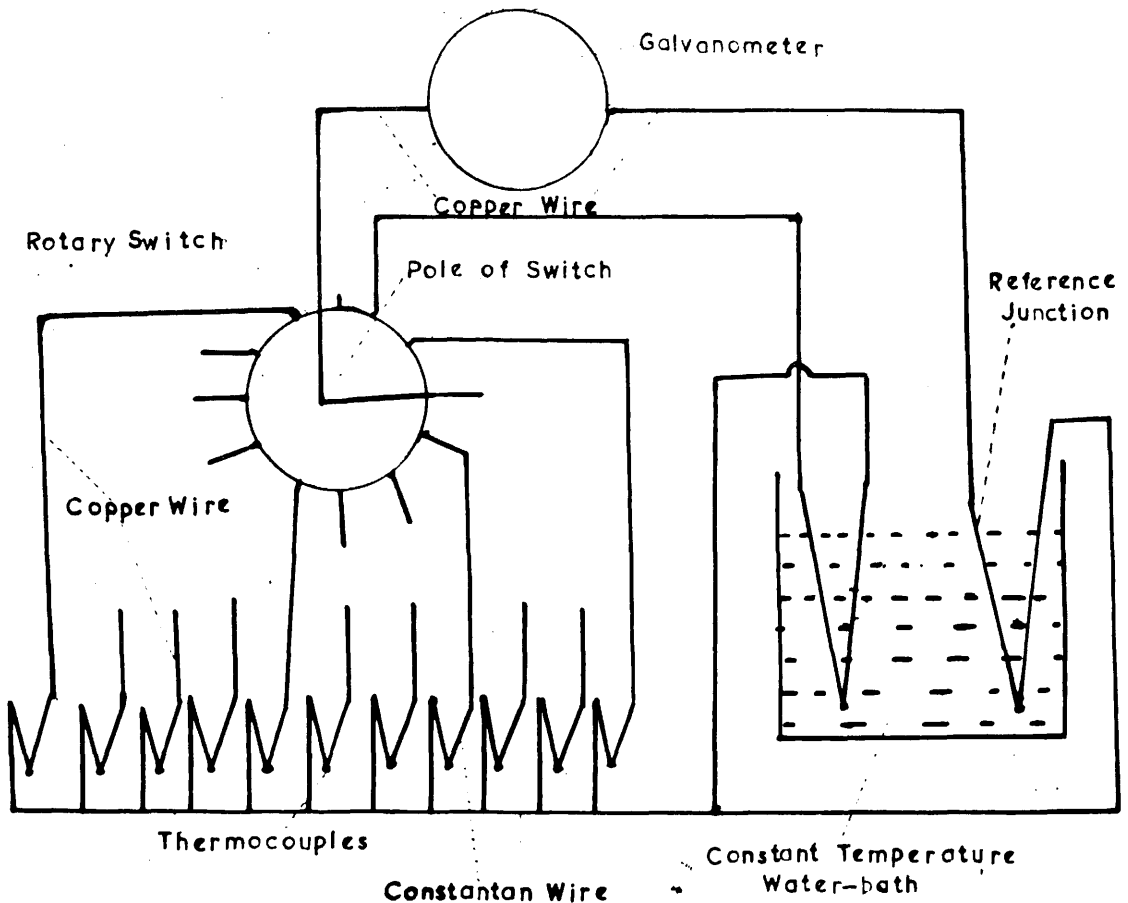 Galvanometer
Copper Wire
Rotary Switch
Pole of Switch
Reference
Junction
Copper Wire
Thermocouples
Constant Temperature
Water-bath
Constantan Wire